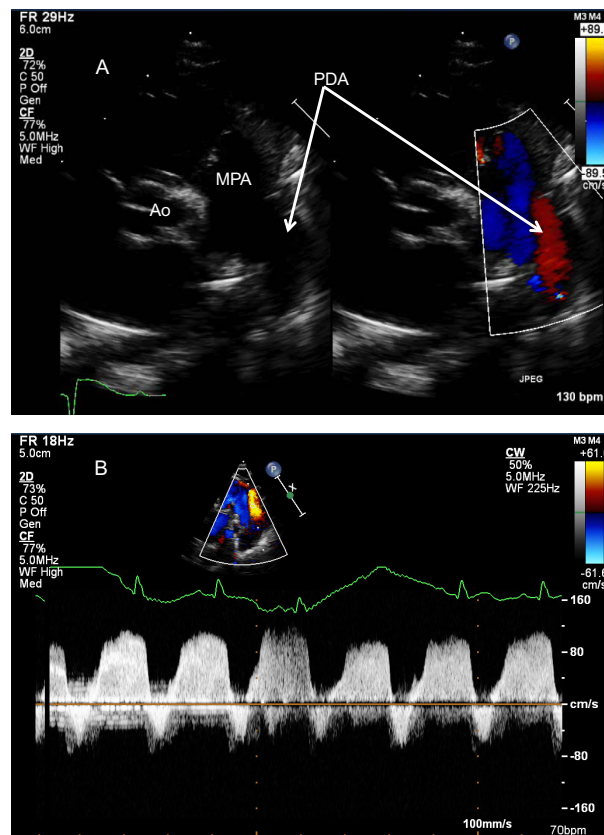 FR 29Hz
6.0cm
2D
72%
C 50
P Off
Gen
CF
77%
5.0MHz
WF High
Med
A
PDA
MPA
Ao
P
M3 M4
+89.
-89.5
cm/s
JPEG
130 bpm
FR 18Hz
5.0cm
2D
73%
C 50
P Off
Gen
CF
77%
5.0MHz
WF High
Med
B
P
X
CW
50%
5.0MHz
WF 225Hz
M3 M4
+61.6
-61.6
cm/s
160
80
cm/s
-80
-160
100mm/s
70bpm